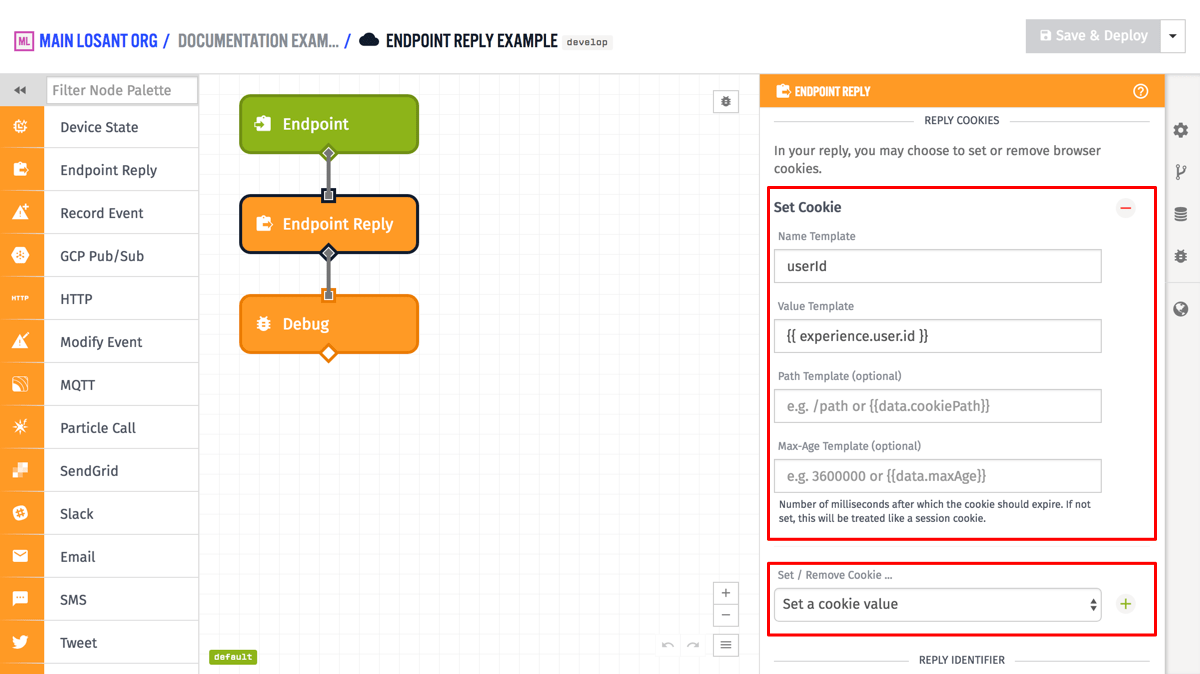 ML MAIN LOSANT ORG / DOCUMENTATION EXAM... / ENDPOINT REPLY EXAMPLE develop
Save & Deploy
Filter Node Palette
Device State
Endpoint Reply
Record Event
GCP Pub/Sub
HTTP HTTP
Modify Event
MQTT
Particle Call
SendGrid
Slack
Email
SMS
Tweet
Endpoint
Endpoint Reply
Debug
default
ENDPOINT REPLY
REPLY COOKIES
In your reply, you may choose to set or remove browser
cookies.
Set Cookie
Name Template
userId
Value Template
{{ experience.user.id }}
Path Template (optional)
e.g. /path or {{data.cookiePath}}
Max-Age Template (optional)
e.g. 3600000 or {{data.maxAge}}
Number of milliseconds after which the cookie should expire. If not
set, this will be treated like a session cookie.
Set / Remove Cookie ...
Set a cookie value
REPLY IDENTIFIER